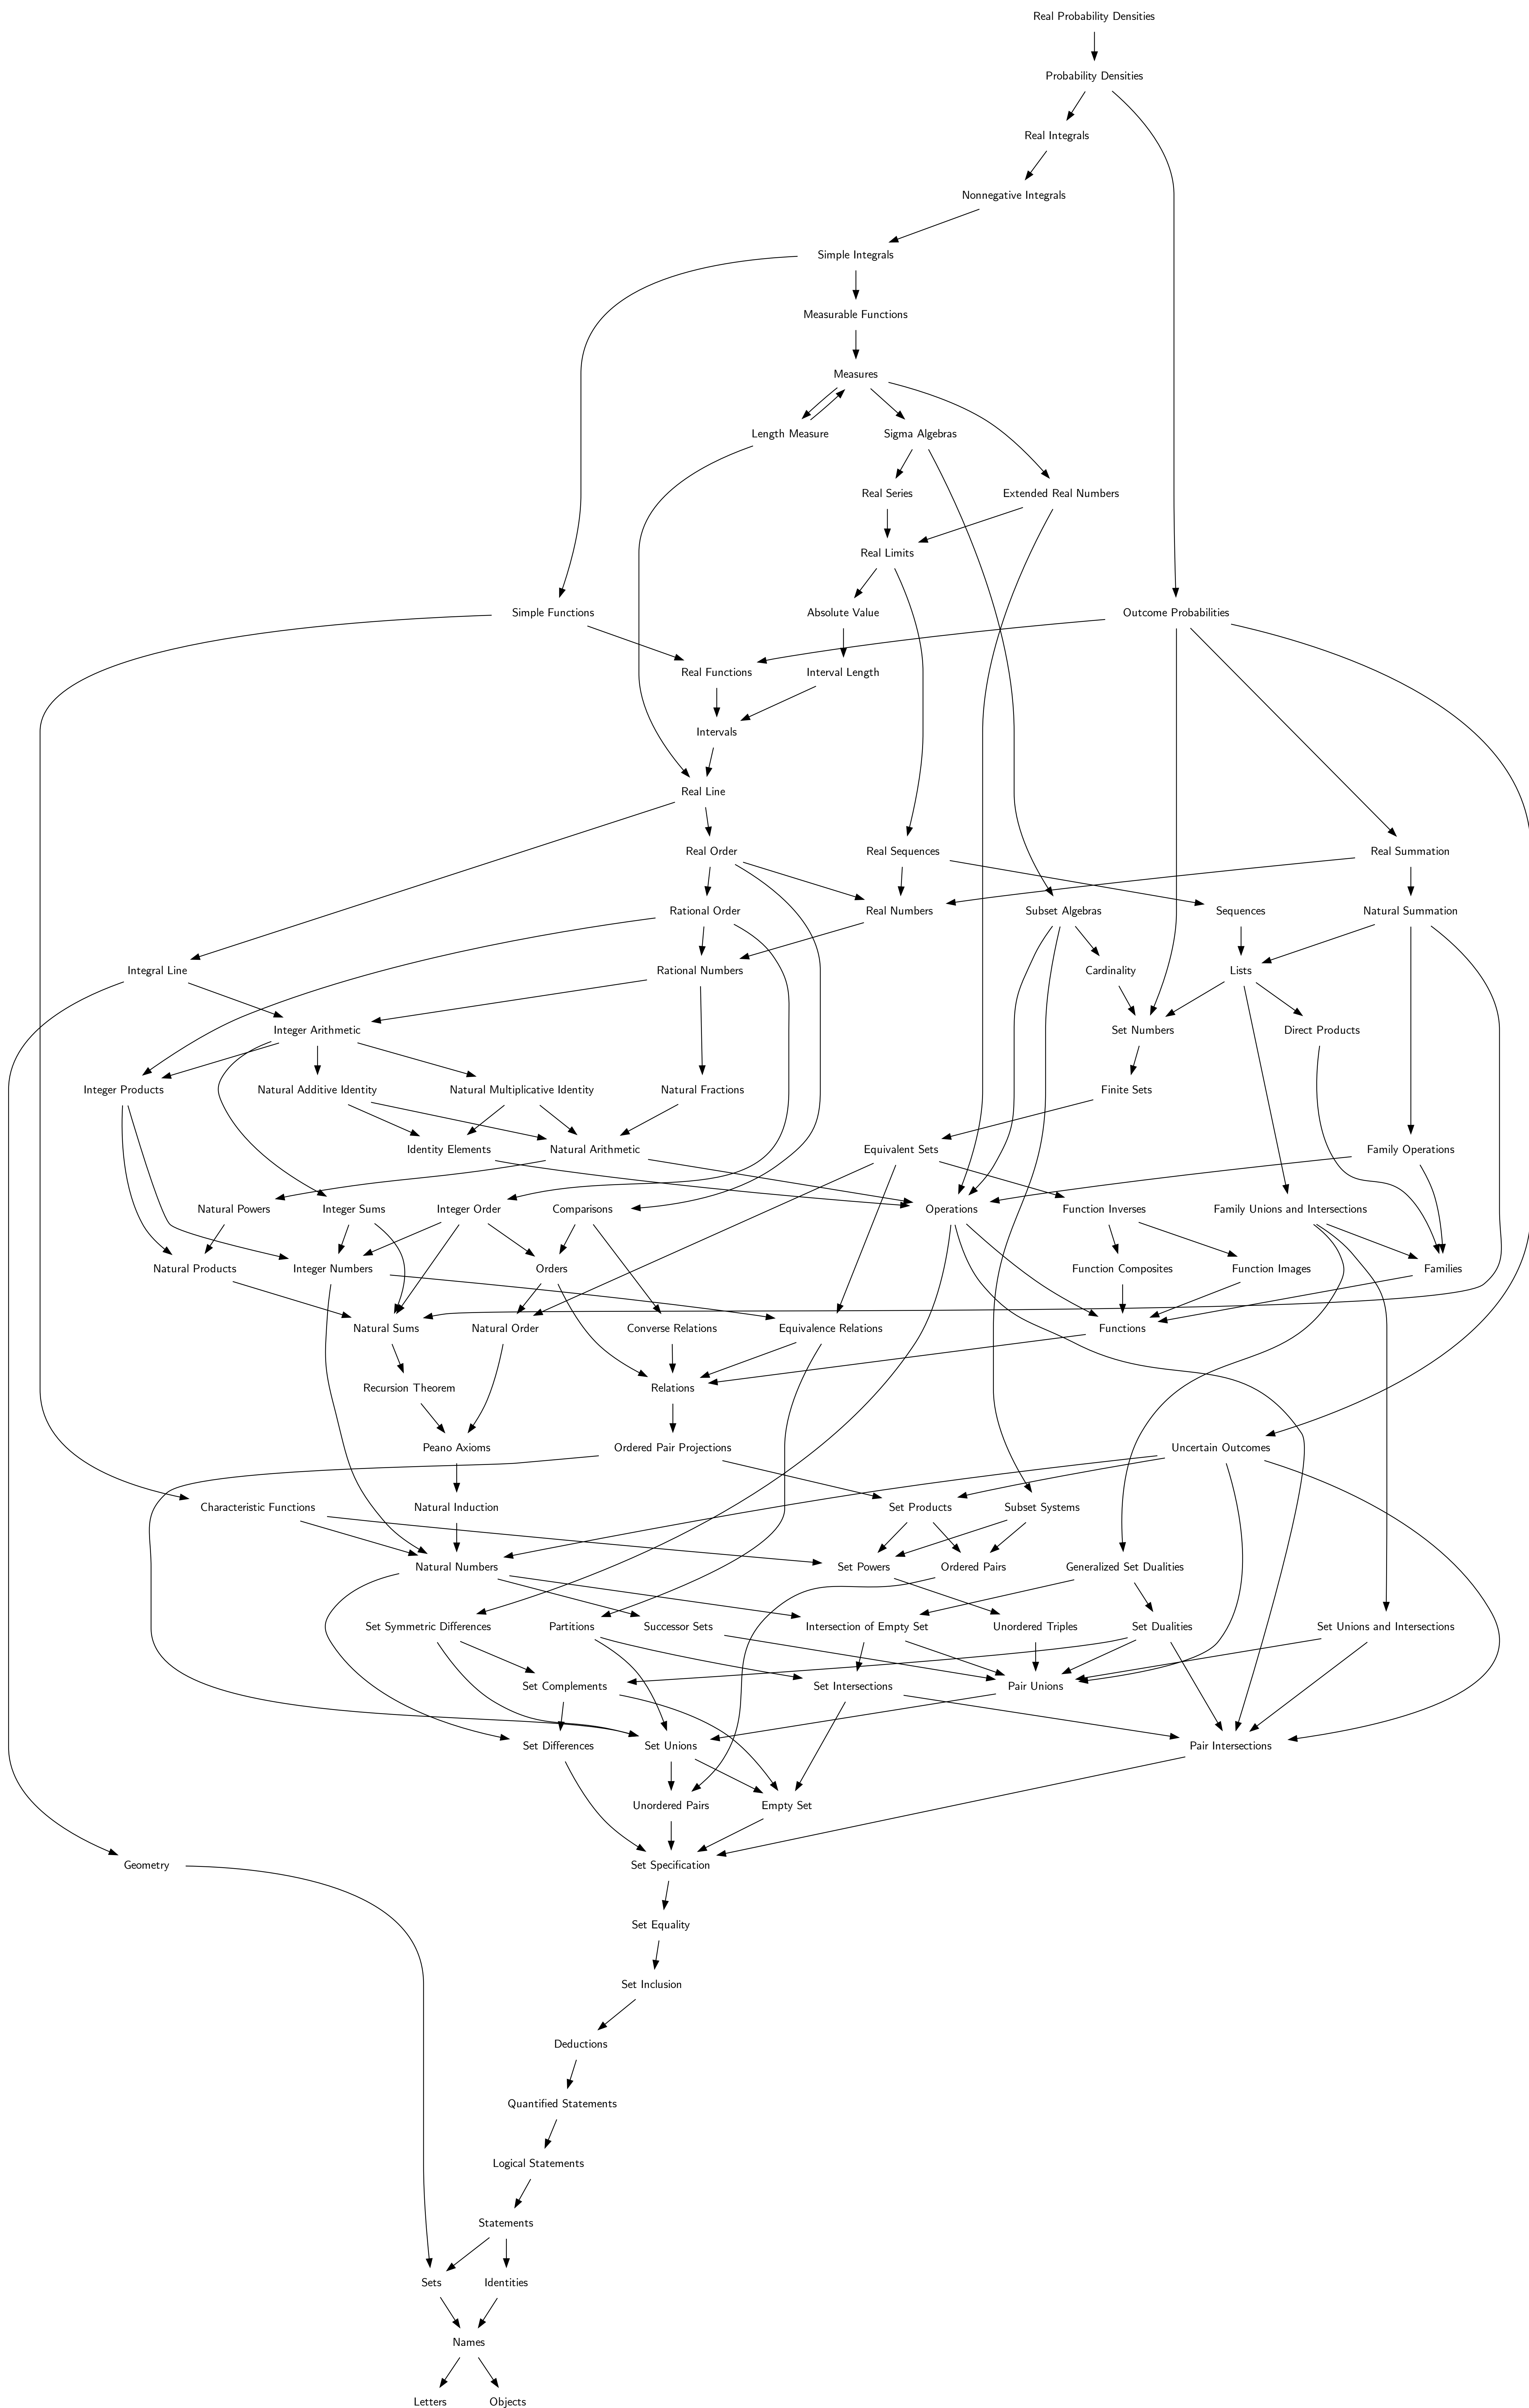 Real Probability Densities
Probability Densities
Real Integrals
Nonnegative Integrals
Simple Integrals
Measurable Functions
Measures
Length Measure
Sigma Algebras
Real Series
Extended Real Numbers
Real Limits
Simple Functions
Absolute Value
Outcome Probabilities
Real Functions
Interval Length
Intervals
Real Line
Real Order
Real Sequences
Real Summation
Rational Order
Real Numbers
Subset Algebras
Sequences
Natural Summation
Integral Line
Rational Numbers
Cardinality
Lists
Integer Arithmetic
Set Numbers
Direct Products
Integer Products
Natural Additive Identity
Natural Multiplicative Identity
Natural Fractions
Finite Sets
Identity Elements
Natural Arithmetic
Equivalent Sets
Family Operations
Natural Powers
Integer Sums
Integer Order
Comparisons
Operations
Function Inverses
Family Unions and Intersections
Natural Products
Integer Numbers
Orders
Function Composites
Function Images
Families
Natural Sums
Natural Order
Converse Relations
Equivalence Relations
Functions
Recursion Theorem
Relations
Peano Axioms
Ordered Pair Projections
Uncertain Outcomes
Characteristic Functions
Natural Induction
Set Products
Subset Systems
Natural Numbers
Set Powers
Ordered Pairs
Generalized Set Dualities
Set Symmetric Differences
Partitions
Successor Sets
Intersection of Empty Set
Unordered Triples
Set Dualities
Set Unions and Intersections
Set Complements
Set Intersections
Pair Unions
Set Differences
Set Unions
Pair Intersections
Unordered Pairs
Empty Set
Geometry
Set Specification
Set Equality
Set Inclusion
Deductions
Quantified Statements
Logical Statements
Statements
Sets
Identities
Names
Letters
Objects